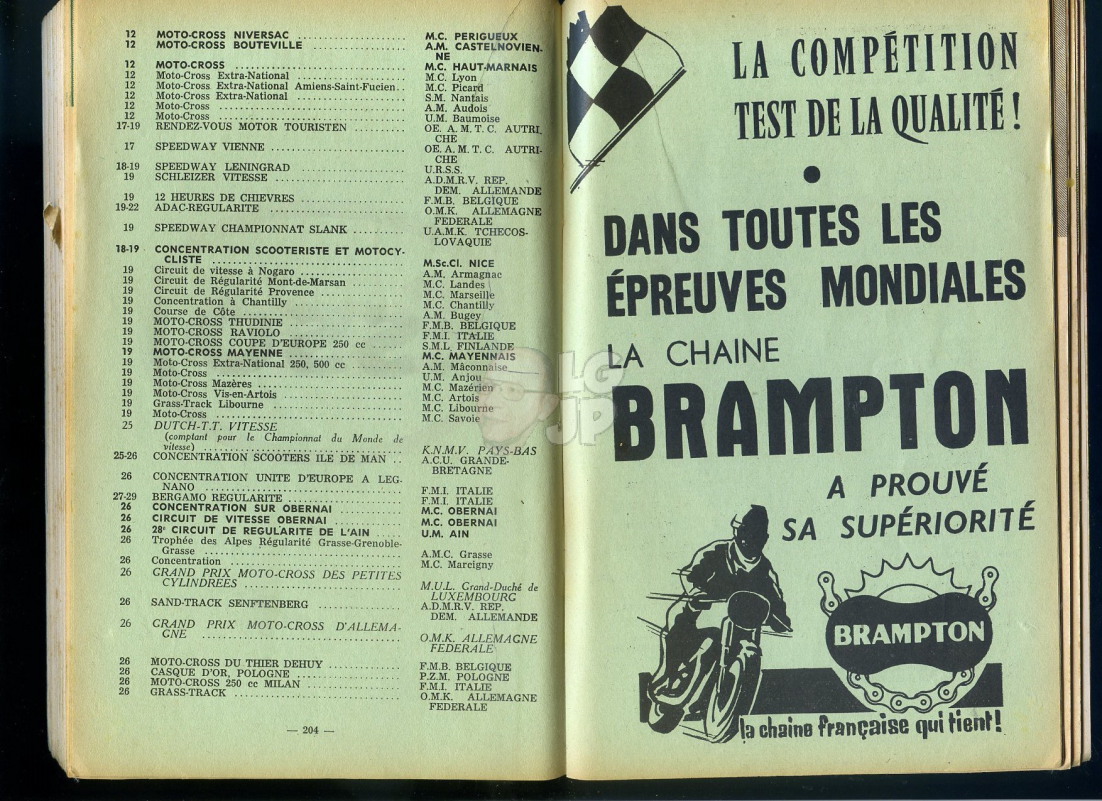 12 MOTO-CROSS NIVERSAC .................... M.C. PERIGUEUX
12 MOTO-CROSS BOUTEVILLE ................ A.M. CASTELNOVIEN-
NE
12 MOTO-CROSS ............................ M.C. HAUT-MARNAIS
12 Moto-Cross Extra-National .................... M.C. Lyon
12 Moto-Cross Extra-National Amiens-Saint-Fucien.. M.C. Picard
12 Moto-Cross Extra-National .................... S.M. Nantais
12 Moto-Cross .................................. A.M. Audois
12 Moto-Cross .................................. U.M. Baumoise
17-19 RENDEZ-VOUS MOTOR TOURISTEN .......... OE. A. M. T. C. AUTRI-
CHE
17 SPEEDWAY VIENNE ........................ OE. A. M. T. C. AUTRI-
CHE
18-19 SPEEDWAY LENINGRAD .................... U.R.S.S.
19 SCHLEIZER VITESSE ........................ A.D.M.R.V. REP.
DEM. ALLEMANDE
19 12 HEURES DE CHIEVRES .................... F.M.B. BELGIQUE
19-22 ADAC-REGULARITE ........................ O.M.K. ALLEMAGNE
FEDERALE
19 SPEEDWAY CHAMPIONNAT SLANK .......... U.A.M.K. TCHECOS-
LOVAQUIE
18-19 CONCENTRATION SCOOTERISTE ET MOTOCY-
CLISTE .................................. M.Sc.Cl. NICE
19 Circuit de vitesse à Nogaro .................. A.M. Armagnac
19 Circuit de Régularité Mont-de-Marsan .......... M.C. Landes
19 Circuit de Régularité Provence ................ M.C. Marseille
19 Concentration à Chantilly .................... M.C. Chantilly
19 Course de Côte .............................. A.M. Bugey
19 MOTO-CROSS THUDINIE .................... F.M.B. BELGIQUE
19 MOTO-CROSS RAVIOLO .................... F.M.I. ITALIE
19 MOTO-CROSS COUPE D'EUROPE 250 cc ...... S.M.L FINLANDE
19 MOTO-CROSS MAYENNE .................... M.C. MAYENNAIS
19 Moto-Cross Extra-National 250, 500 cc ........ A.M. Mâconnaise
19 Moto-Cross .................................. U.M. Anjou
19 Moto-Cross Mazères .......................... M.C. Mazérien
19 Moto-Cross Vis-en-Artois .................... M.C. Artois
19 Grass-Track Libourne ........................ M.C. Libourne
19 Moto-Cross .................................. M.C. Savoie
25 DUTCH-T.T. VITESSE
(comptant pour le Championnat du Monde de
vitesse) .................................. K.N.M.V. PAYS-BAS
25-26 CONCENTRATION SCOOTERS ILE DE MAN .. A.C.U. GRANDE-
BRETAGNE
26 CONCENTRATION UNITE D'EUROPE A LEG-
NANO .................................. F.M.I. ITALIE
27-29 BERGAMO REGULARITE .................... F.M.I. ITALIE
26 CONCENTRATION SUR OBERNAI ............ M.C. OBERNAI
26 CIRCUIT DE VITESSE OBERNAI ............ M.C. OBERNAI
26 28e CIRCUIT DE REGULARITE DE L'AIN ..... U.M. AIN
26 Trophée des Alpes Régularité Grasse-Grenoble-
Grasse .................................. A.M.C. Grasse
26 Concentration .............................. M.C. Marcigny
26 GRAND PRIX MOTO-CROSS DES PETITES
CYLINDREES ............................ M.U.L. Grand-Duché de
LUXEMBOURG
26 SAND-TRACK SENFTENBERG .............. A.D.M.R.V. REP.
DEM. ALLEMANDE
26 GRAND PRIX MOTO-CROSS D'ALLEMA-
GNE .................................. O.M.K. ALLEMAGNE
FEDERALE
26 MOTO-CROSS DU THIER DEHUY ............ F.M.B. BELGIQUE
26 CASQUE D'OR, POLOGNE .................. P.Z.M. POLOGNE
26 MOTO-CROSS 250 cc MILAN ................ F.M.I. ITALIE
26 GRASS-TRACK ............................ O.M.K. ALLEMAGNE
FEDERALE
— 204 —
LA COMPÉTITION
TEST DE LA QUALITÉ !
●
DANS TOUTES LES
ÉPREUVES MONDIALES
LA CHAINE
BRAMPTON
A PROUVÉ
SA SUPÉRIORITÉ
BRAMPTON
la chaine française qui tient!
LG
JP